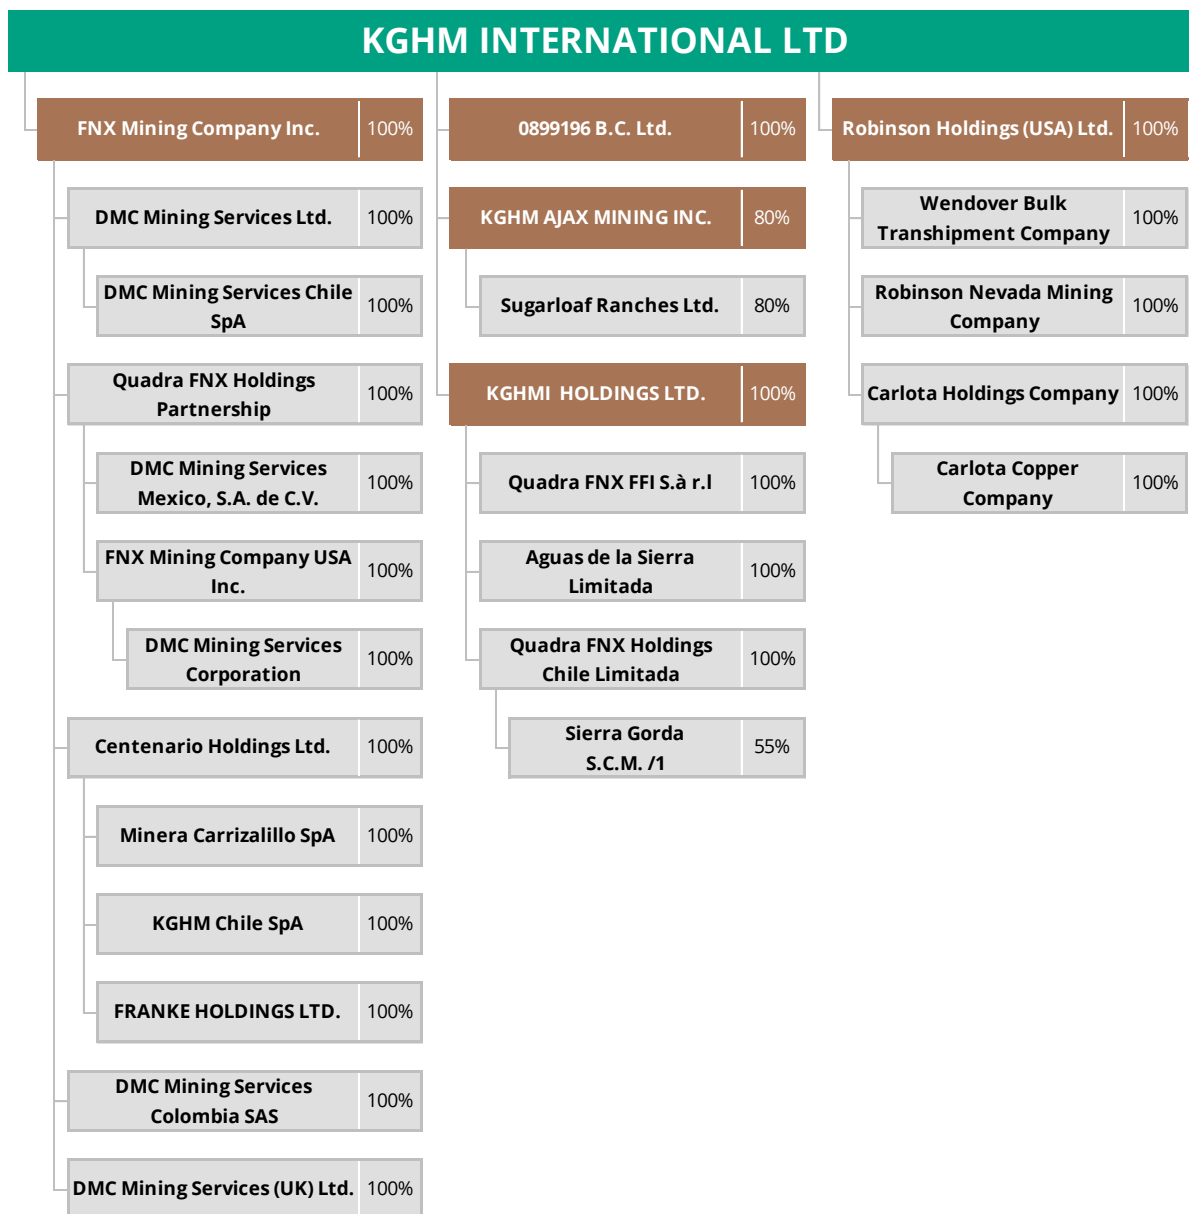 KGHM INTERNATIONAL LTD
FNX Mining Company Inc. 100%
DMC Mining Services Ltd. 100%
DMC Mining Services Chile
SpA
100%
Quadra FNX Holdings
Partnership
100%
DMC Mining Services
Mexico, S.A. de C.V.
100%
FNX Mining Company USA
Inc.
100%
DMC Mining Services
Corporation
100%
Centenario Holdings Ltd. 100%
Minera Carrizalillo SpA 100%
KGHM Chile SpA 100%
FRANKE HOLDINGS LTD. 100%
DMC Mining Services
Colombia SAS
100%
DMC Mining Services (UK) Ltd. 100%
0899196 B.C. Ltd. 100%
KGHM AJAX MINING INC. 80%
Sugarloaf Ranches Ltd. 80%
KGHMI HOLDINGS LTD. 100%
Quadra FNX FFI S.à r.l 100%
Aguas de la Sierra
Limitada
100%
Quadra FNX Holdings
Chile Limitada
100%
Sierra Gorda
S.C.M. /1
55%
Robinson Holdings (USA) Ltd. 100%
Wendover Bulk
Transhipment Company
100%
Robinson Nevada Mining
Company
100%
Carlota Holdings Company 100%
Carlota Copper
Company
100%